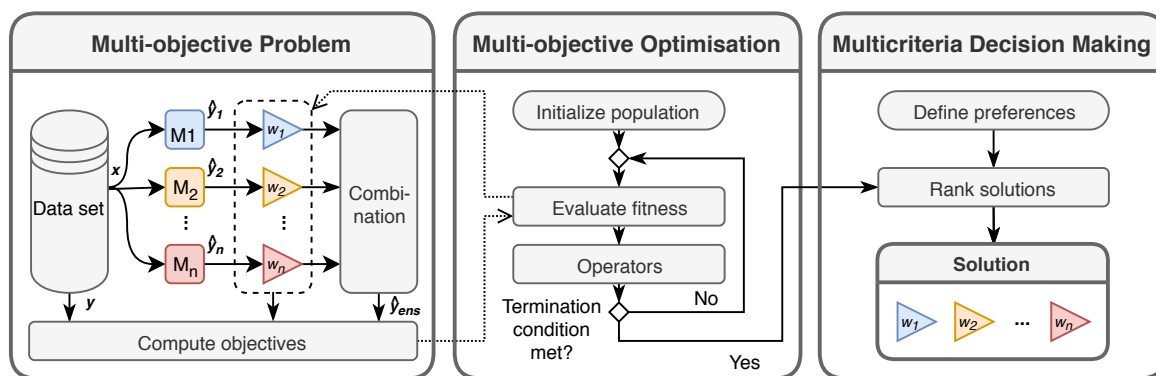 Multi-objective Problem
Data set
x
y
M1
ŷ1
w1
M2
ŷ2
w2
...
...
Mn
ŷn
wn
Combi-
nation
ŷens
Compute objectives
Multi-objective Optimisation
Initialize population
Evaluate fitness
Operators
Termination
condition
met?
No
Yes
Multicriteria Decision Making
Define preferences
Rank solutions
Solution
w1
w2
...
wn